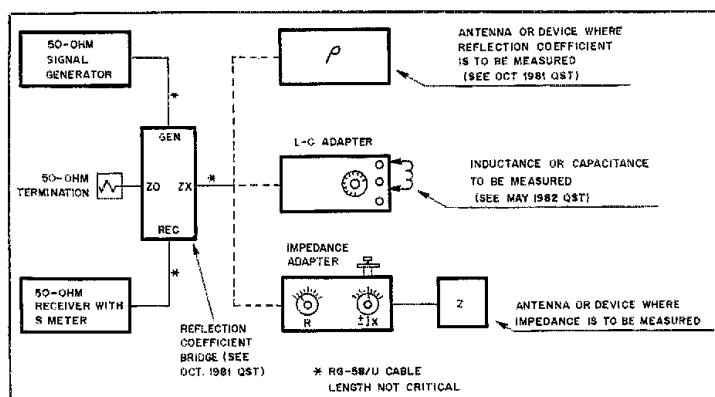 50-OHM
SIGNAL
GENERATOR
*
GEN
50-OHM
TERMINATION
ZO
ZX
*
REC
*
50-OHM
RECEIVER WITH
S METER
REFLECTION
COEFFICIENT
BRIDGE (SEE
OCT. 1981 QST)
ρ
ANTENNA OR DEVICE WHERE
REFLECTION COEFFICIENT
IS TO BE MEASURED
(SEE OCT 1981 QST)
L-C ADAPTER
INDUCTANCE OR CAPACITANCE
TO BE MEASURED
(SEE MAY 1982 QST)
IMPEDANCE
ADAPTER
R
±jX
Z
ANTENNA OR DEVICE WHERE
IMPEDANCE IS TO BE MEASURED
* RG-58/U CABLE
LENGTH NOT CRITICAL